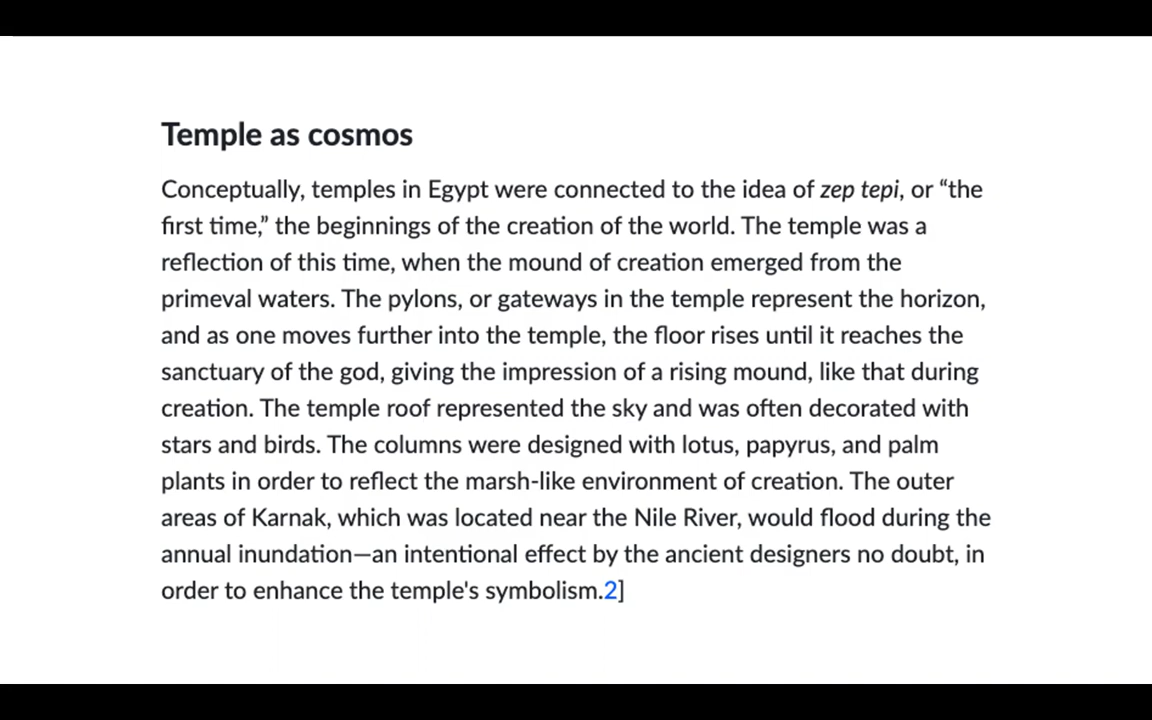 Temple as cosmos
Conceptually, temples in Egypt were connected to the idea of zep tepi, or “the
first time,” the beginnings of the creation of the world. The temple was a
reflection of this time, when the mound of creation emerged from the
primeval waters. The pylons, or gateways in the temple represent the horizon,
and as one moves further into the temple, the floor rises until it reaches the
sanctuary of the god, giving the impression of a rising mound, like that during
creation. The temple roof represented the sky and was often decorated with
stars and birds. The columns were designed with lotus, papyrus, and palm
plants in order to reflect the marsh-like environment of creation. The outer
areas of Karnak, which was located near the Nile River, would flood during the
annual inundation—an intentional effect by the ancient designers no doubt, in
order to enhance the temple's symbolism.2]